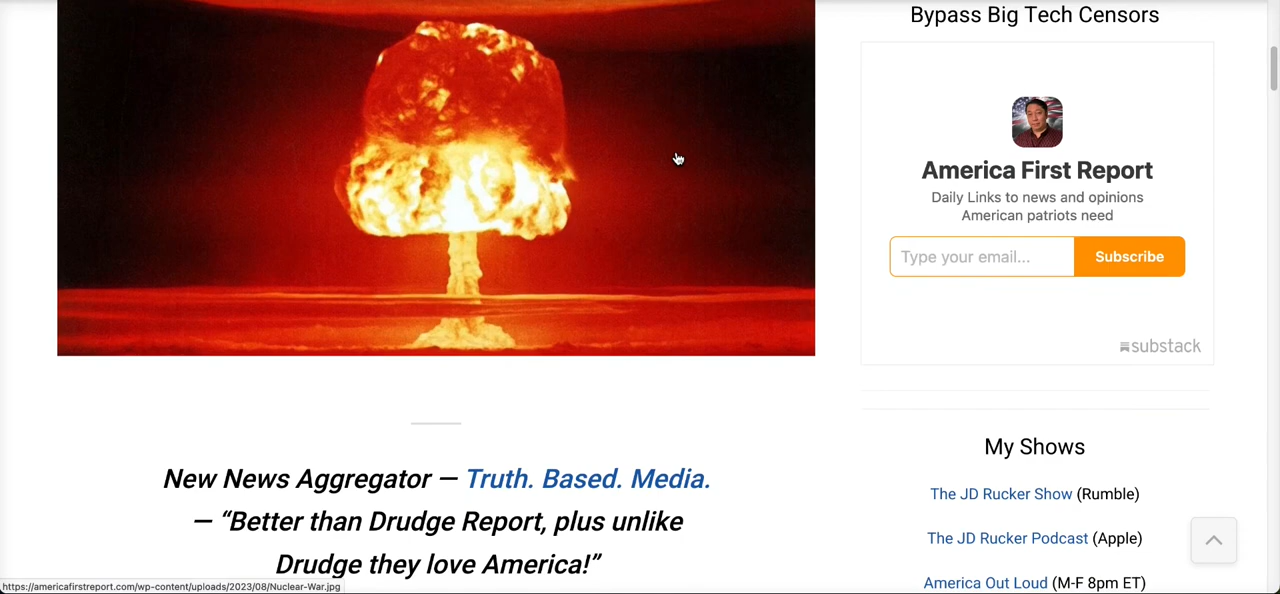 Bypass Big Tech Censors
America First Report
Daily Links to news and opinions
American patriots need
Type your email...
Subscribe
substack
New News Aggregator — Truth. Based. Media.
— “Better than Drudge Report, plus unlike
Drudge they love America!”
My Shows
The JD Rucker Show (Rumble)
The JD Rucker Podcast (Apple)
America Out Loud (M-F 8pm ET)
https://americafirstreport.com/wp-content/uploads/2023/08/Nuclear-War.jpg